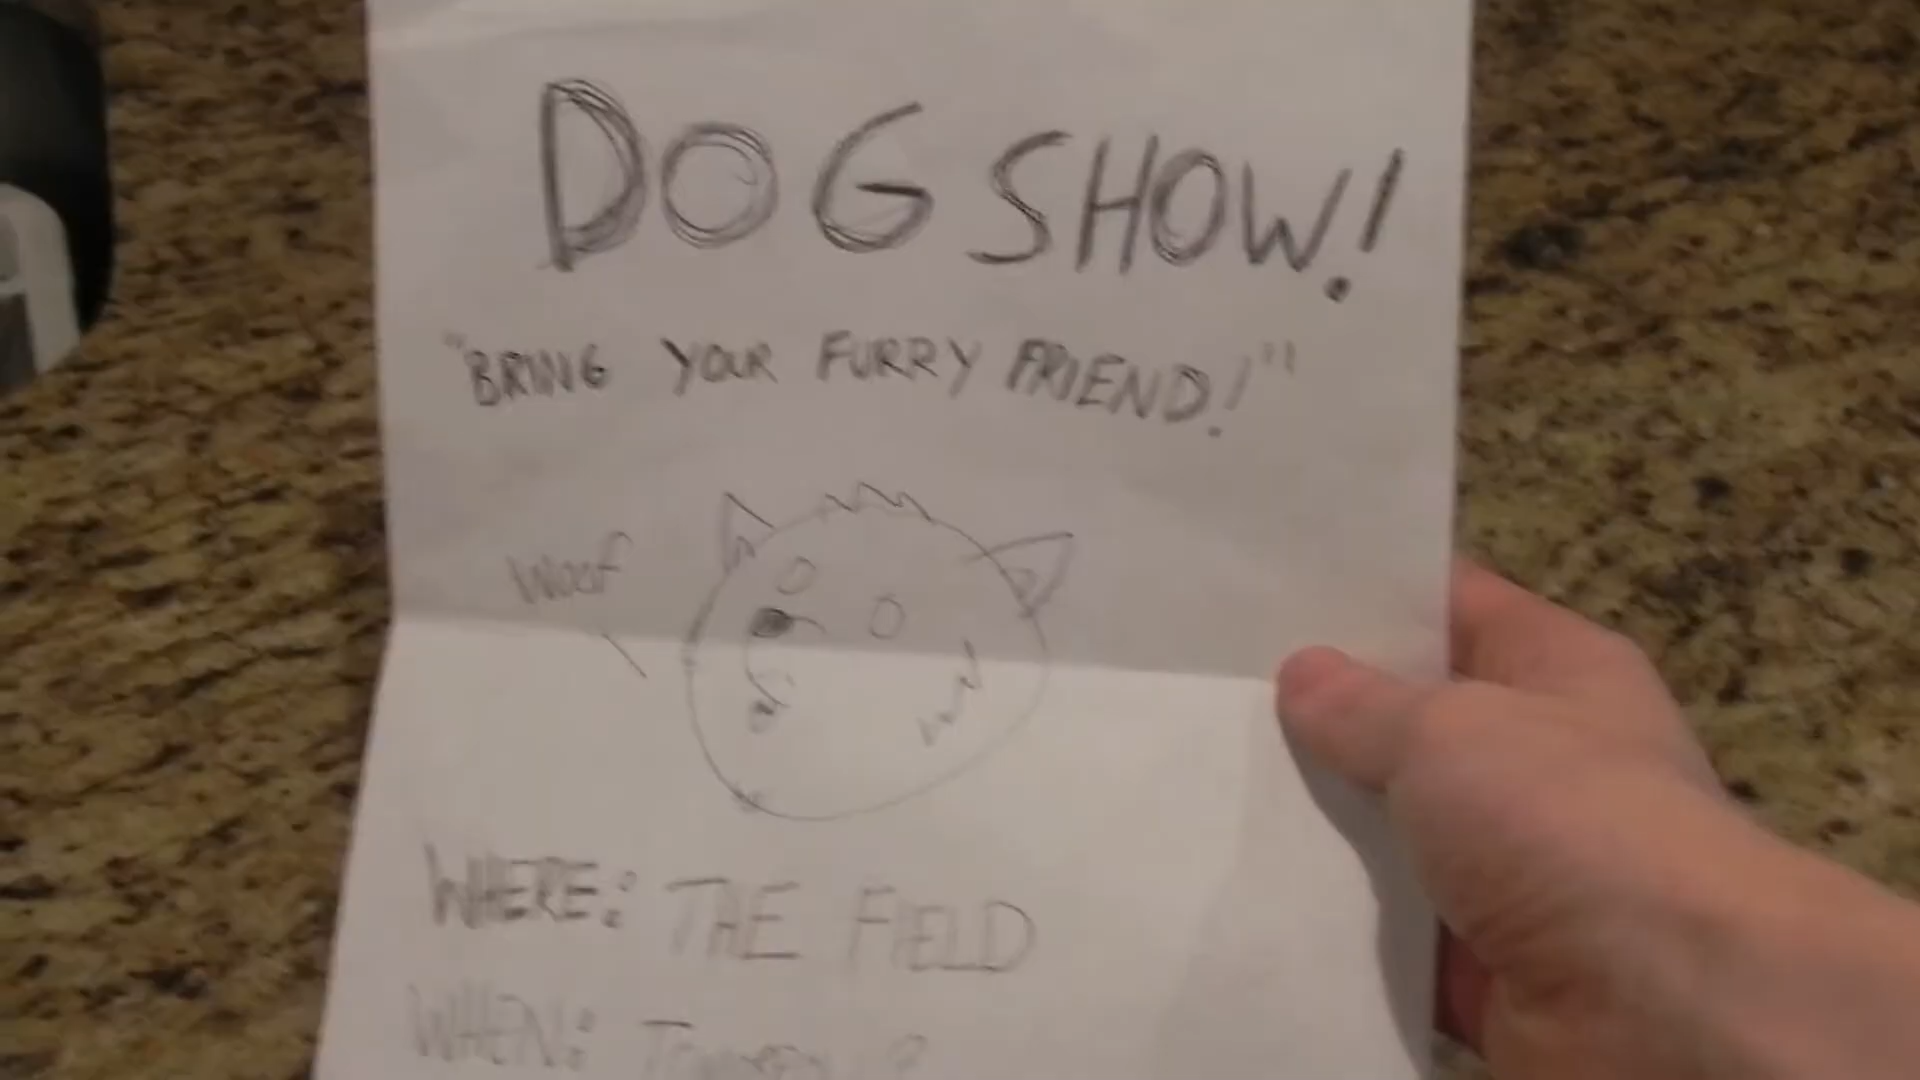 DOG SHOW!
"BRING YOUR FURRY FRIEND!"
Woof
WHERE: THE FIELD
WHEN: